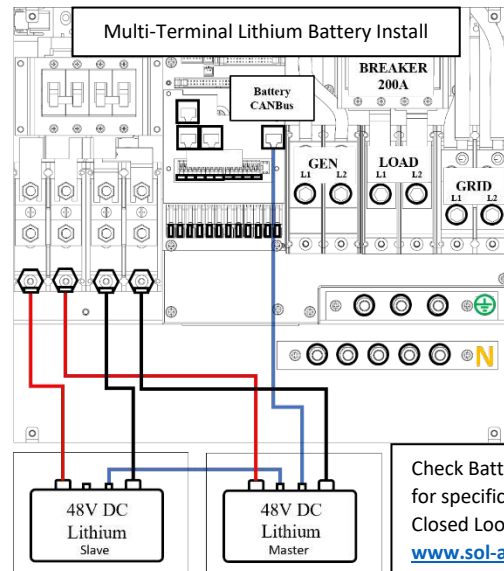 Multi-Terminal Lithium Battery Install
BREAKER
200A
Battery
CANBus
GEN
L1 L2
LOAD
L1 L2
GRID
L1 L2
N
48V DC
Lithium
Slave
48V DC
Lithium
Master
Check Batt
for specific
Closed Loo
www.sol-a